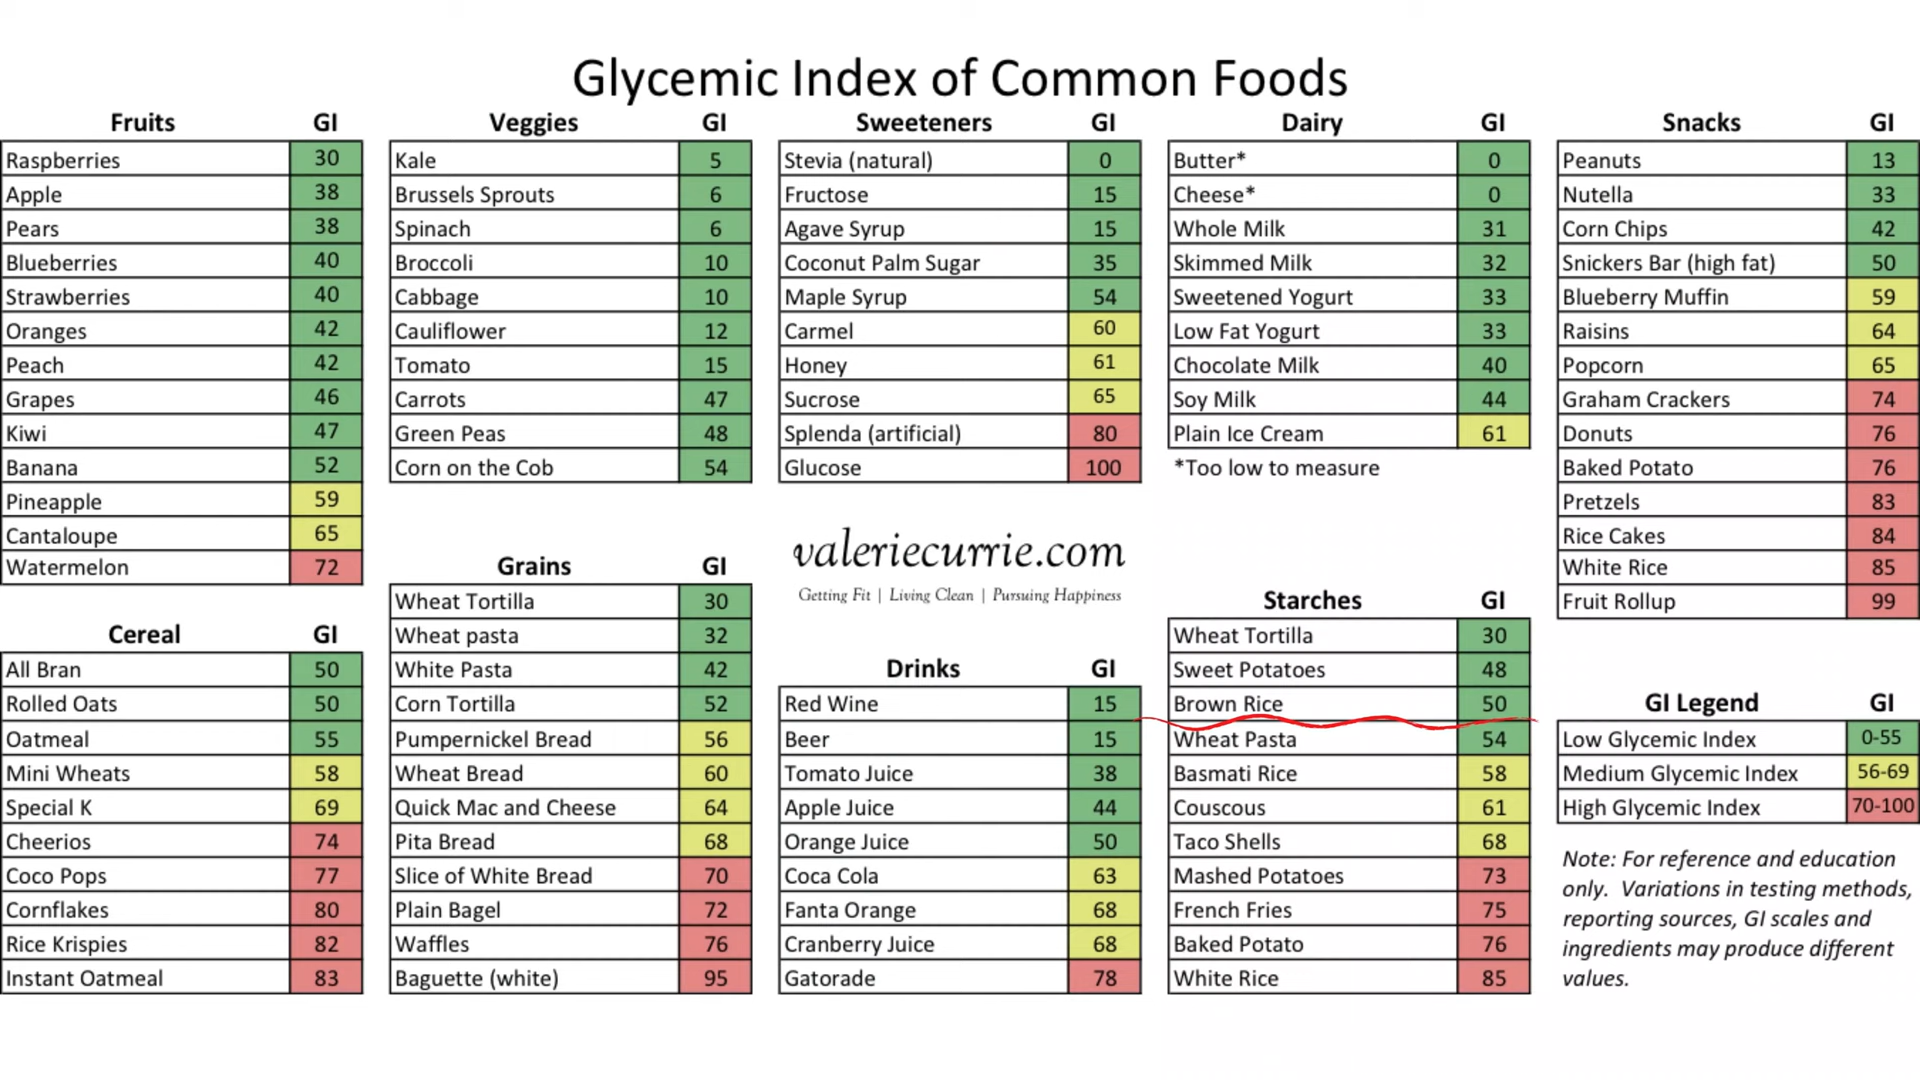 Glycemic Index of Common Foods
Fruits GI
Raspberries 30
Apple 38
Pears 38
Blueberries 40
Strawberries 40
Oranges 42
Peach 42
Grapes 46
Kiwi 47
Banana 52
Pineapple 59
Cantaloupe 65
Watermelon 72
Cereal GI
All Bran 50
Rolled Oats 50
Oatmeal 55
Mini Wheats 58
Special K 69
Cheerios 74
Coco Pops 77
Cornflakes 80
Rice Krispies 82
Instant Oatmeal 83
Veggies GI
Kale 5
Brussels Sprouts 6
Spinach 6
Broccoli 10
Cabbage 10
Cauliflower 12
Tomato 15
Carrots 47
Green Peas 48
Corn on the Cob 54
Grains GI
Wheat Tortilla 30
Wheat pasta 32
White Pasta 42
Corn Tortilla 52
Pumpernickel Bread 56
Wheat Bread 60
Quick Mac and Cheese 64
Pita Bread 68
Slice of White Bread 70
Plain Bagel 72
Waffles 76
Baguette (white) 95
Sweeteners GI
Stevia (natural) 0
Fructose 15
Agave Syrup 15
Coconut Palm Sugar 35
Maple Syrup 54
Carmel 60
Honey 61
Sucrose 65
Splenda (artificial) 80
Glucose 100
valeriecurrie.com
Getting Fit | Living Clean | Pursuing Happiness
Drinks GI
Red Wine 15
Beer 15
Tomato Juice 38
Apple Juice 44
Orange Juice 50
Coca Cola 63
Fanta Orange 68
Cranberry Juice 68
Gatorade 78
Dairy GI
Butter* 0
Cheese* 0
Whole Milk 31
Skimmed Milk 32
Sweetened Yogurt 33
Low Fat Yogurt 33
Chocolate Milk 40
Soy Milk 44
Plain Ice Cream 61
*Too low to measure
Starches GI
Wheat Tortilla 30
Sweet Potatoes 48
Brown Rice 50
Wheat Pasta 54
Basmati Rice 58
Couscous 61
Taco Shells 68
Mashed Potatoes 73
French Fries 75
Baked Potato 76
White Rice 85
Snacks GI
Peanuts 13
Nutella 33
Corn Chips 42
Snickers Bar (high fat) 50
Blueberry Muffin 59
Raisins 64
Popcorn 65
Graham Crackers 74
Donuts 76
Baked Potato 76
Pretzels 83
Rice Cakes 84
White Rice 85
Fruit Rollup 99
GI Legend GI
Low Glycemic Index 0-55
Medium Glycemic Index 56-69
High Glycemic Index 70-100
Note: For reference and education
only. Variations in testing methods,
reporting sources, GI scales and
ingredients may produce different
values.